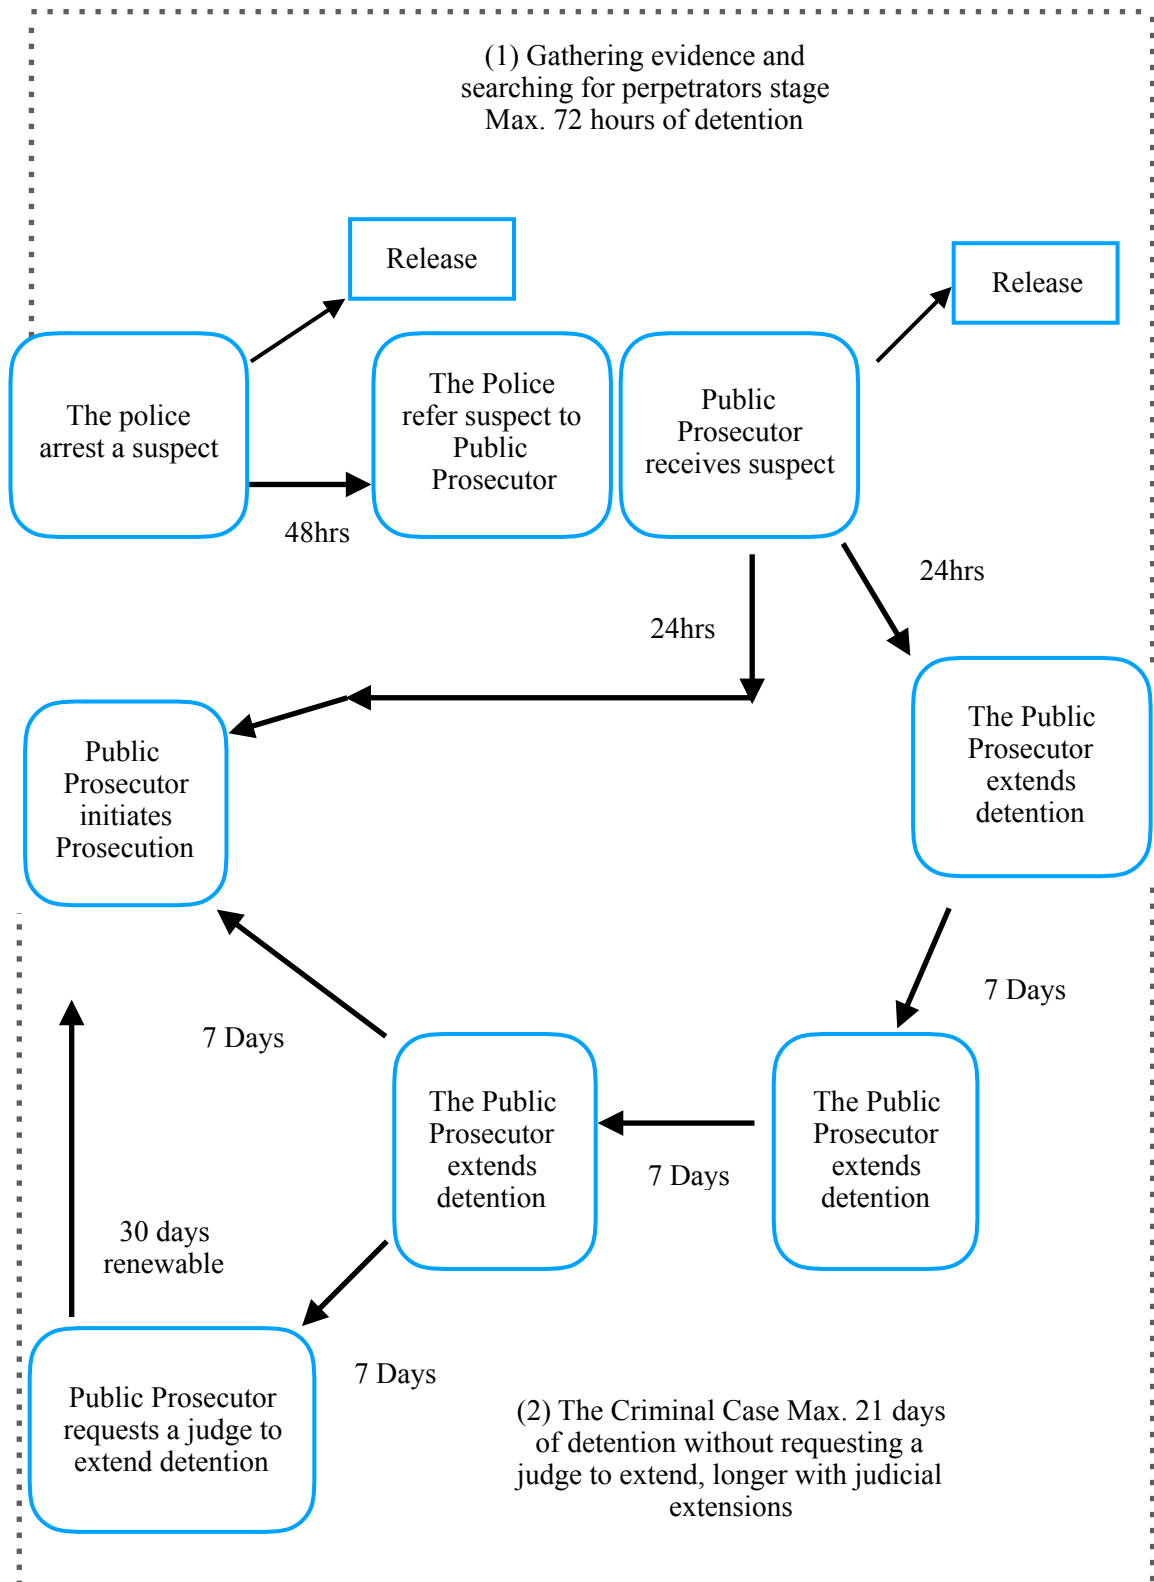 (1) Gathering evidence and
searching for perpetrators stage
Max. 72 hours of detention
Release
Release
The police
arrest a suspect
The Police
refer suspect to
Public
Prosecutor
Public
Prosecutor
receives suspect
48hrs
24hrs
24hrs
Public
Prosecutor
initiates
Prosecution
The Public
Prosecutor
extends
detention
7 Days
7 Days
The Public
Prosecutor
extends
detention
7 Days
The Public
Prosecutor
extends
detention
30 days
renewable
7 Days
Public Prosecutor
requests a judge to
extend detention
(2) The Criminal Case Max. 21 days
of detention without requesting a
judge to extend, longer with judicial
extensions